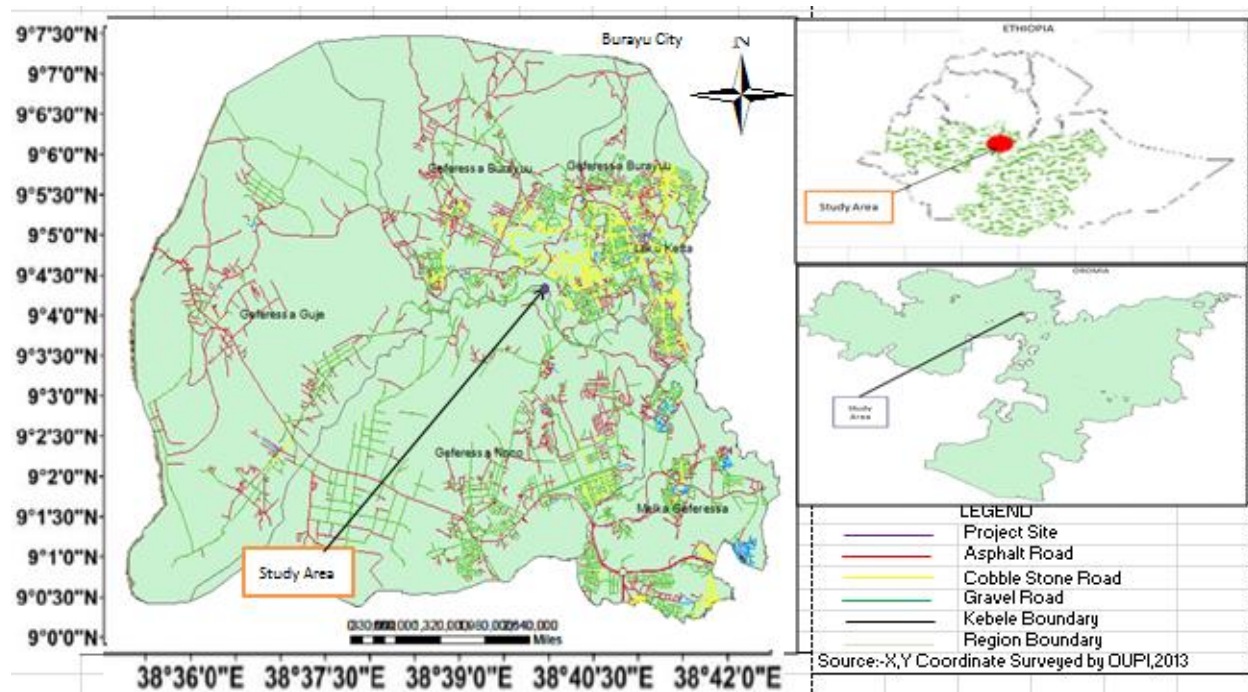 Burayu City
N
9°7'30"N
9°7'0"N
9°6'30"N
9°6'0"N
9°5'30"N
9°5'0"N
9°4'30"N
9°4'0"N
9°3'30"N
9°3'0"N
9°2'30"N
9°2'0"N
9°1'30"N
9°1'0"N
9°0'30"N
9°0'0"N
Geferessa Burayuu
Geferessa Burayuu
Laku Ketta
Geferessa Guje
Geferessa Nono
Melka Geferessa
Study Area
Miles
38°36'0"E
38°37'30"E
38°39'0"E
38°40'30"E
38°42'0"E
ETHIOPIA
Study Area
OROMIA
Study
Area
LEGEND
Project Site
Asphalt Road
Cobble Stone Road
Gravel Road
Kebele Boundary
Region Boundary
Source:-X,Y Coordinate Surveyed by OUPI,2013